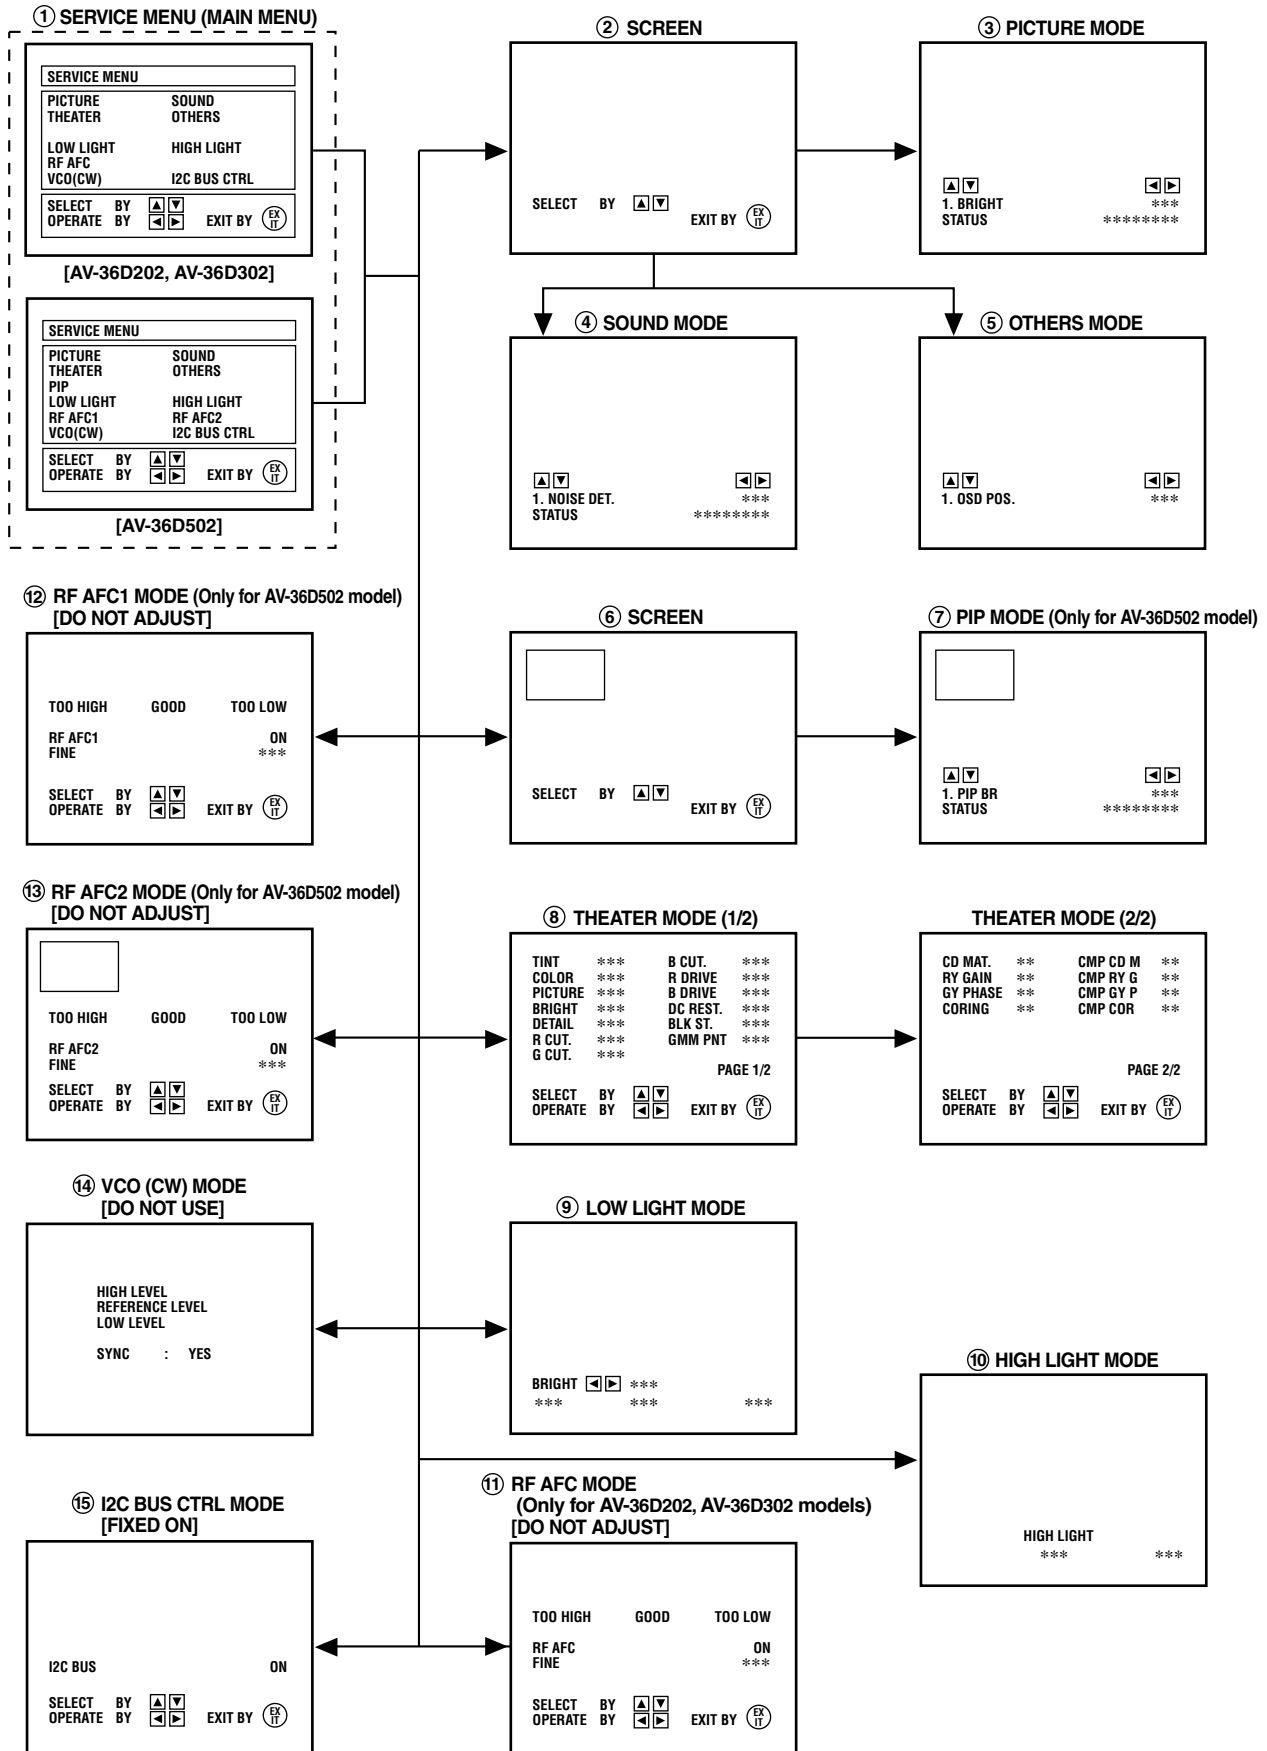 ① SERVICE MENU (MAIN MENU)
SERVICE MENU
PICTURE SOUND
THEATER OTHERS
LOW LIGHT HIGH LIGHT
RF AFC
VCO(CW) I2C BUS CTRL
SELECT BY ▲▼
OPERATE BY ◀▶ EXIT BY EXIT
[AV-36D202, AV-36D302]
SERVICE MENU
PICTURE SOUND
THEATER OTHERS
PIP
LOW LIGHT HIGH LIGHT
RF AFC1 RF AFC2
VCO(CW) I2C BUS CTRL
SELECT BY ▲▼
OPERATE BY ◀▶ EXIT BY EXIT
[AV-36D502]
② SCREEN
SELECT BY ▲▼
EXIT BY EXIT
③ PICTURE MODE
▲▼ ◀▶
1. BRIGHT ***
STATUS ********
④ SOUND MODE
▲▼ ◀▶
1. NOISE DET. ***
STATUS ********
⑤ OTHERS MODE
▲▼ ◀▶
1. OSD POS. ***
⑫ RF AFC1 MODE (Only for AV-36D502 model)
[DO NOT ADJUST]
TOO HIGH GOOD TOO LOW
RF AFC1 ON
FINE ***
SELECT BY ▲▼
OPERATE BY ◀▶ EXIT BY EXIT
⑥ SCREEN
SELECT BY ▲▼
EXIT BY EXIT
⑦ PIP MODE (Only for AV-36D502 model)
▲▼ ◀▶
1. PIP BR ***
STATUS ********
⑬ RF AFC2 MODE (Only for AV-36D502 model)
[DO NOT ADJUST]
TOO HIGH GOOD TOO LOW
RF AFC2 ON
FINE ***
SELECT BY ▲▼
OPERATE BY ◀▶ EXIT BY EXIT
⑧ THEATER MODE (1/2)
TINT *** B CUT. ***
COLOR *** R DRIVE ***
PICTURE *** B DRIVE ***
BRIGHT *** DC REST. ***
DETAIL *** BLK ST. ***
R CUT. *** GMM PNT ***
G CUT. ***
PAGE 1/2
SELECT BY ▲▼
OPERATE BY ◀▶ EXIT BY EXIT
THEATER MODE (2/2)
CD MAT. ** CMP CD M **
RY GAIN ** CMP RY G **
GY PHASE ** CMP GY P **
CORING ** CMP COR **
PAGE 2/2
SELECT BY ▲▼
OPERATE BY ◀▶ EXIT BY EXIT
⑭ VCO (CW) MODE
[DO NOT USE]
HIGH LEVEL
REFERENCE LEVEL
LOW LEVEL
SYNC : YES
⑨ LOW LIGHT MODE
BRIGHT ◀▶ ***
*** *** ***
⑩ HIGH LIGHT MODE
HIGH LIGHT
*** ***
⑮ I2C BUS CTRL MODE
[FIXED ON]
I2C BUS ON
SELECT BY ▲▼
OPERATE BY ◀▶ EXIT BY EXIT
⑪ RF AFC MODE
(Only for AV-36D202, AV-36D302 models)
[DO NOT ADJUST]
TOO HIGH GOOD TOO LOW
RF AFC ON
FINE ***
SELECT BY ▲▼
OPERATE BY ◀▶ EXIT BY EXIT